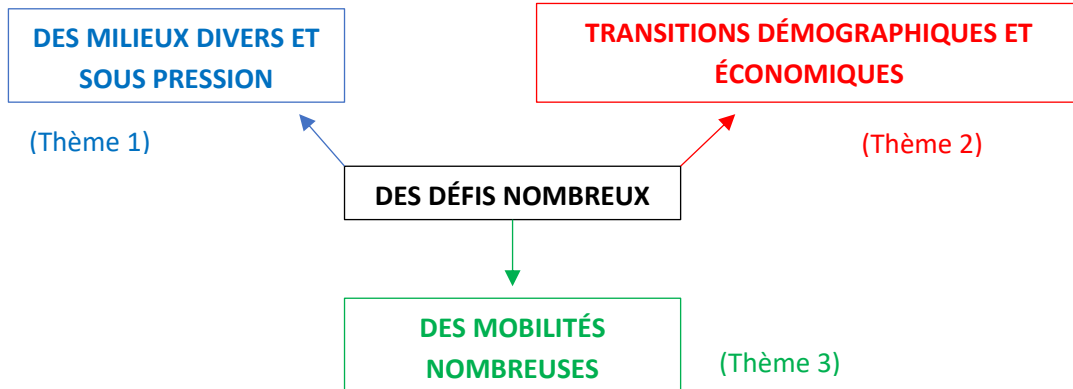 DES MILIEUX DIVERS ET
SOUS PRESSION
(Thème 1)
TRANSITIONS DÉMOGRAPHIQUES ET
ÉCONOMIQUES
(Thème 2)
DES DÉFIS NOMBREUX
DES MOBILITÉS
NOMBREUSES
(Thème 3)